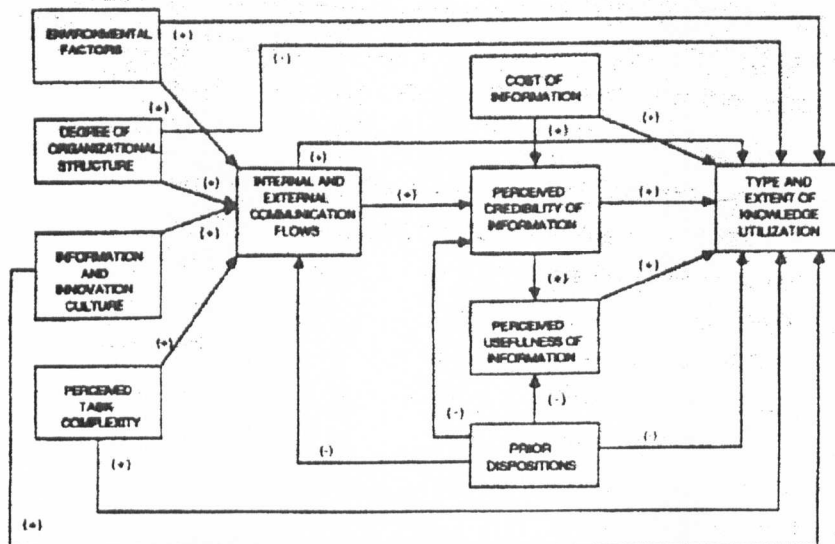 ENVIRONMENTAL
FACTORS
(+)
(-)
COST OF
INFORMATION
(+)
DEGREE OF
ORGANIZATIONAL
STRUCTURE
(+)
(+)
(+)
(+)
INTERNAL AND
EXTERNAL
COMMUNICATION
FLOWS
(+)
PERCEIVED
CREDIBILITY OF
INFORMATION
(+)
TYPE AND
EXTENT OF
KNOWLEDGE
UTILIZATION
(+)
INFORMATION
AND
INNOVATION
CULTURE
(+)
(+)
PERCEIVED
USEFULNESS OF
INFORMATION
(+)
PERCEIVED
TASK
COMPLEXITY
(-)
(-)
PRIOR
DISPOSITIONS
(-)
(-)
(+)
(+)